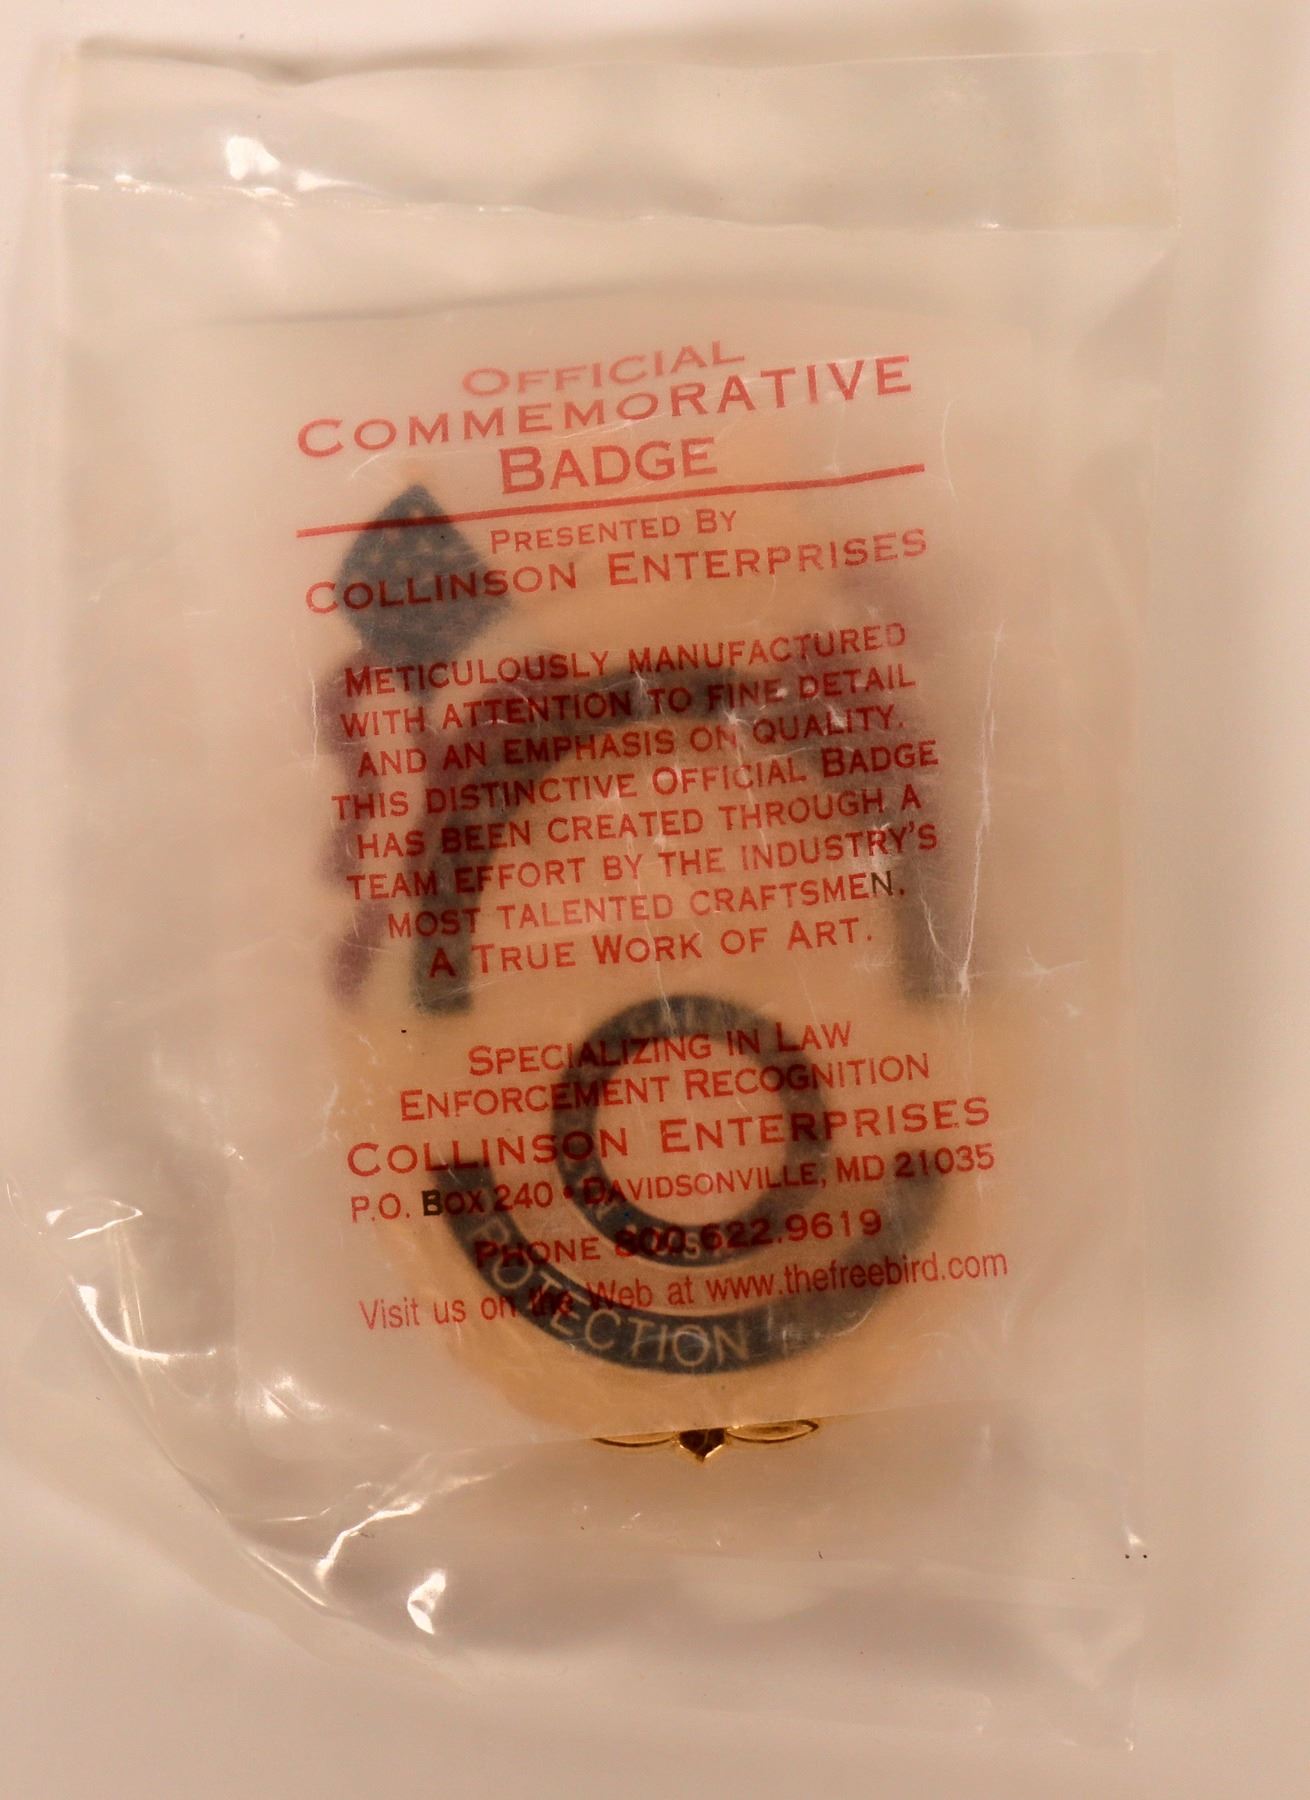 OFFICIAL
COMMEMORATIVE
BADGE
PRESENTED BY
COLLINSON ENTERPRISES
METICULOUSLY MANUFACTURED
WITH ATTENTION TO FINE DETAIL
AND AN EMPHASIS ON QUALITY.
THIS DISTINCTIVE OFFICIAL BADGE
HAS BEEN CREATED THROUGH A
TEAM EFFORT BY THE INDUSTRY'S
MOST TALENTED CRAFTSMEN.
A TRUE WORK OF ART.
SPECIALIZING IN LAW
ENFORCEMENT RECOGNITION
COLLINSON ENTERPRISES
P.O. BOX 240 • DAVIDSONVILLE, MD 21035
PHONE 800.622.9619
Visit us on the Web at www.thefreebird.com
PROTECTION